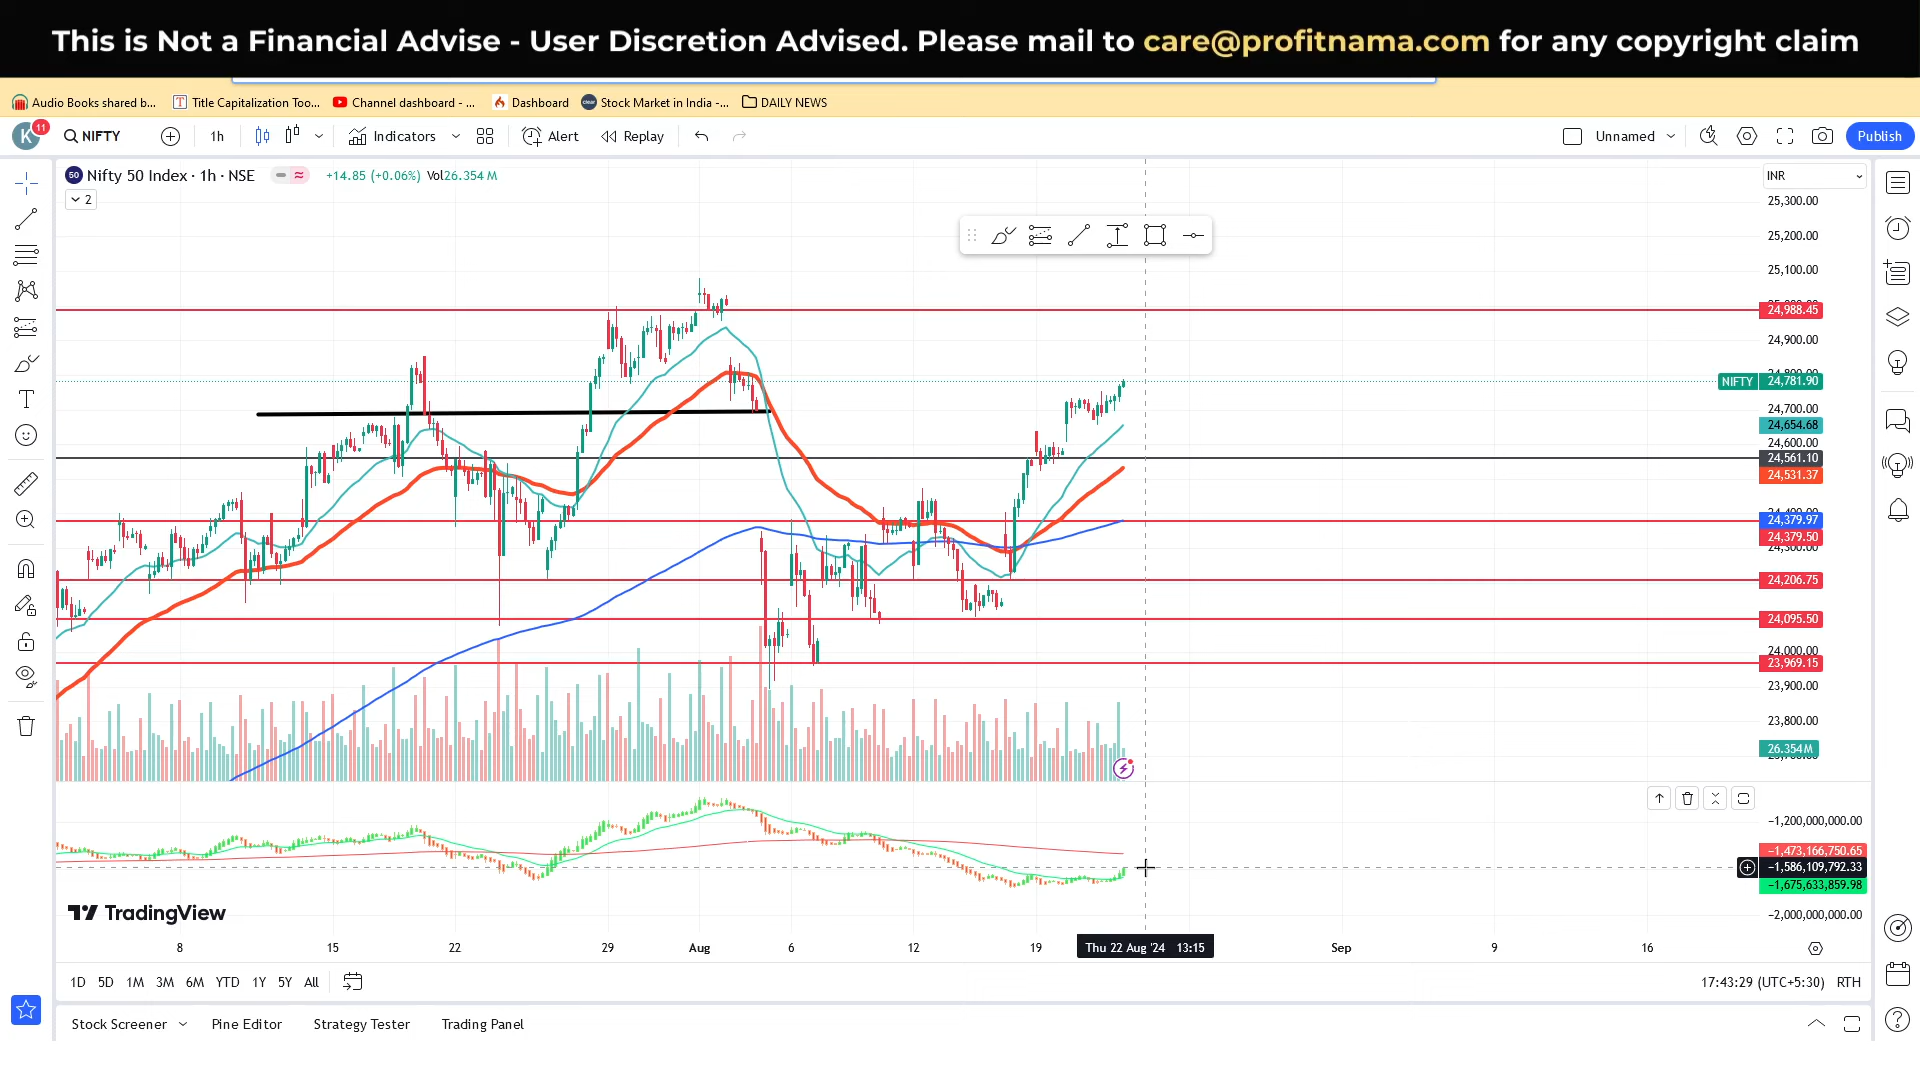 This is Not a Financial Advise - User Discretion Advised. Please mail to care@profitnama.com for any copyright claim
Audio Books shared b...
Title Capitalization Too...
Channel dashboard - ...
Dashboard
Stock Market in India -...
DAILY NEWS
K
11
NIFTY
1h
Indicators
Alert
Replay
Unnamed
Publish
50
Nifty 50 Index · 1h · NSE
+14.85 (+0.06%)
Vol26.354 M
INR
2
25,300.00
25,200.00
25,100.00
24,988.45
24,900.00
NIFTY
24,781.90
24,700.00
24,654.68
24,600.00
24,561.10
24,531.37
24,379.97
24,379.50
24,300.00
24,206.75
24,095.50
24,000.00
23,969.15
23,900.00
23,800.00
26.354M
-1,200,000,000.00
-1,473,166,750.65
-1,586,109,792.33
-1,675,633,859.98
-2,000,000,000.00
TradingView
8
15
22
29
Aug
6
12
19
Thu 22 Aug '24 13:15
Sep
9
16
1D
5D
1M
3M
6M
YTD
1Y
5Y
All
17:43:29 (UTC+5:30)
RTH
Stock Screener
Pine Editor
Strategy Tester
Trading Panel